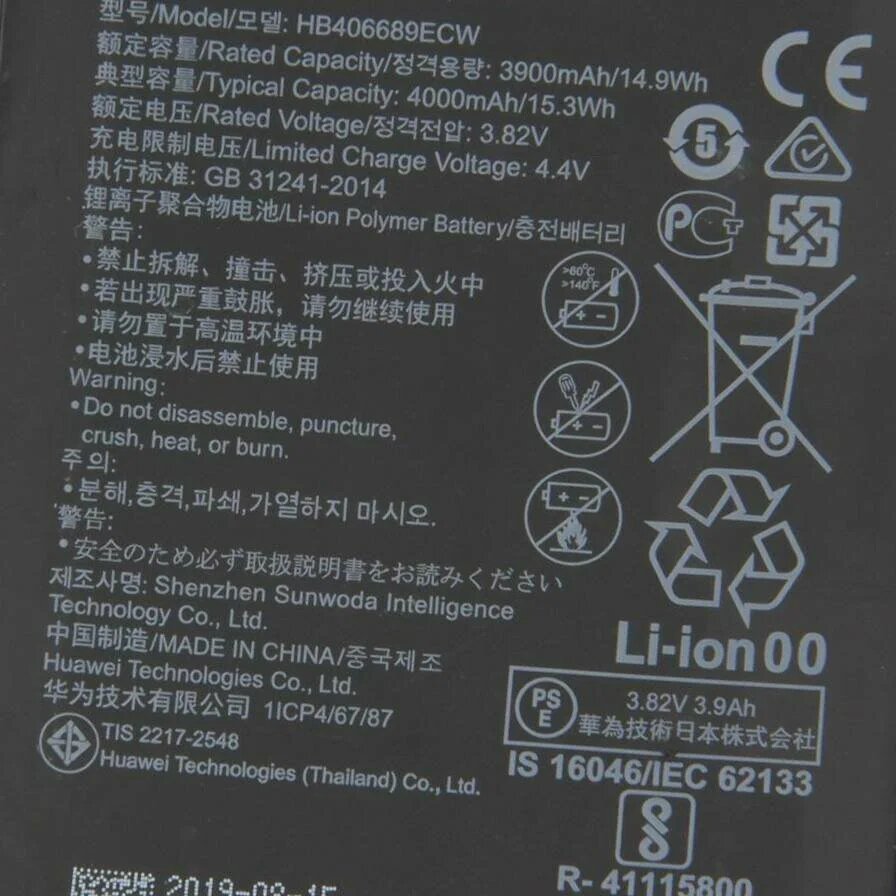 型号/Model/모델: HB406689ECW
额定容量/Rated Capacity/정격용량: 3900mAh/14.9Wh
典型容量/Typical Capacity: 4000mAh/15.3Wh
额定电压/Rated Voltage/정격전압: 3.82V
充电限制电压/Limited Charge Voltage: 4.4V
执行标准: GB 31241-2014
锂离子聚合物电池/Li-ion Polymer Battery/충전배터리
警告:
•禁止拆解、撞击、挤压或投入火中
•若出现严重鼓胀，请勿继续使用
•请勿置于高温环境中
•电池浸水后禁止使用
Warning:
•Do not disassemble, puncture,
crush, heat, or burn.
주의:
•분해,충격,파쇄,가열하지 마시오.
警告:
•安全のため必ず取扱説明書をお読みください
제조사명: Shenzhen Sunwoda Intelligence
Technology Co., Ltd.
中国制造/MADE IN CHINA/중국제조
Huawei Technologies Co., Ltd.
华为技术有限公司 1ICP4/67/87
TIS 2217-2548
Huawei Technologies (Thailand) Co., Ltd.
2019-09-15
CE
5
PCT
>60°C
>140°F
Li-ion 00
PS
E
3.82V 3.9Ah
華為技術日本株式会社
IS 16046/IEC 62133
R- 41115800